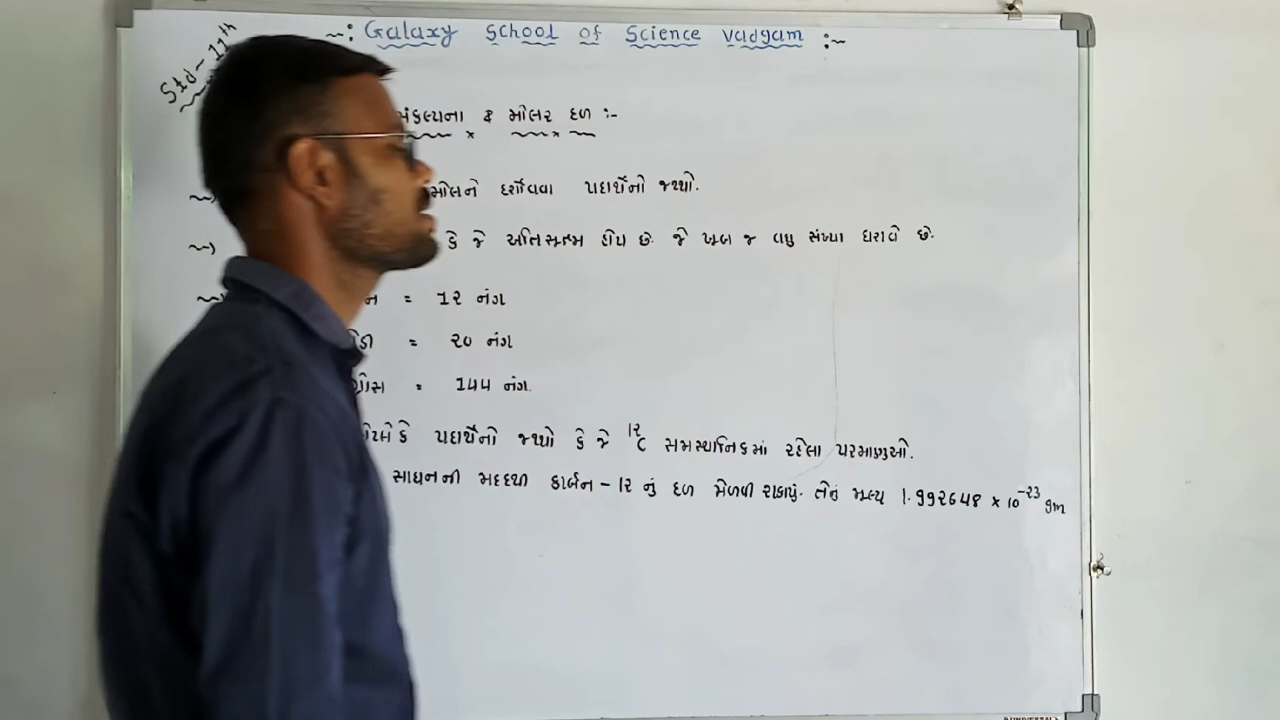 ~: Galaxy School of Science Vadgam :~
Std ~ 11th
સંકલ્પના & મોલર દળ :-
મોલને દર્શાવવા પદાર્થનો જથ્થો.
કે જે અતિસૂક્ષ્મ હોય છે. જે ખૂબ જ વધુ સંખ્યા ધરાવે છે.
= 12 નંગ
= 20 નંગ
ગ્રોસ = 144 નંગ.
એટલે કે પદાર્થનો જથ્થો કે જે ¹²C સમસ્થાનિકમાં રહેલા પરમાણુઓ.
સાધનની મદદથી કાર્બન - 12 નું દળ મેળવી શકાયું. તેનું મૂલ્ય 1.992648 × 10⁻²³ gm